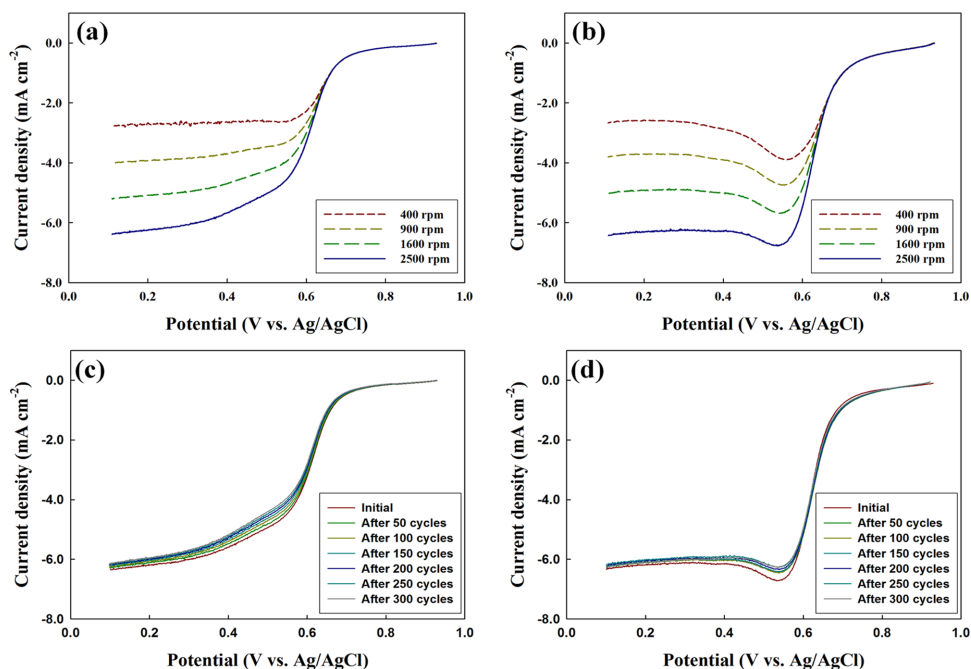 (a)
Current density (mA cm-2)
0.0
-2.0
-4.0
-6.0
-8.0
400 rpm
900 rpm
1600 rpm
2500 rpm
0.0 0.2 0.4 0.6 0.8 1.0
Potential (V vs. Ag/AgCl)
(b)
Current density (mA cm-2)
0.0
-2.0
-4.0
-6.0
-8.0
400 rpm
900 rpm
1600 rpm
2500 rpm
0.0 0.2 0.4 0.6 0.8 1.0
Potential (V vs. Ag/AgCl)
(c)
Current density (mA cm-2)
0.0
-2.0
-4.0
-6.0
-8.0
Initial
After 50 cycles
After 100 cycles
After 150 cycles
After 200 cycles
After 250 cycles
After 300 cycles
0.0 0.2 0.4 0.6 0.8 1.0
Potential (V vs. Ag/AgCl)
(d)
Current density (mA cm-2)
0.0
-2.0
-4.0
-6.0
-8.0
Initial
After 50 cycles
After 100 cycles
After 150 cycles
After 200 cycles
After 250 cycles
After 300 cycles
0.0 0.2 0.4 0.6 0.8 1.0
Potential (V vs. Ag/AgCl)